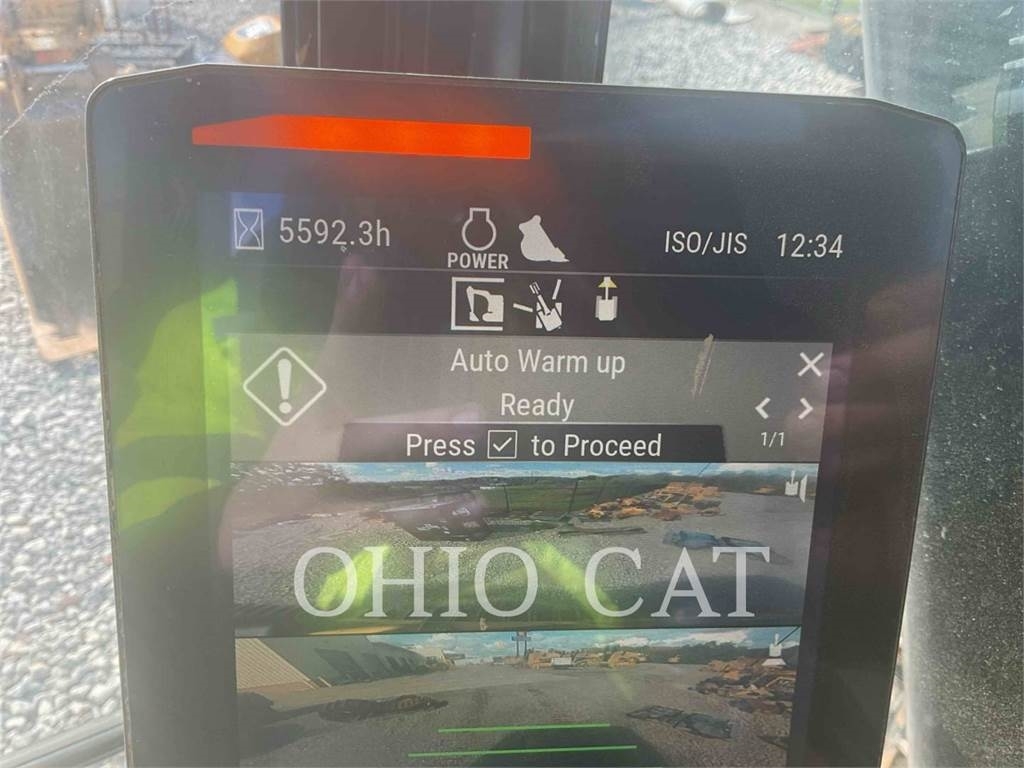 5592.3h POWER ISO/JIS 12:34
Auto Warm up
Ready
1/1
Press to Proceed
OHIO CAT